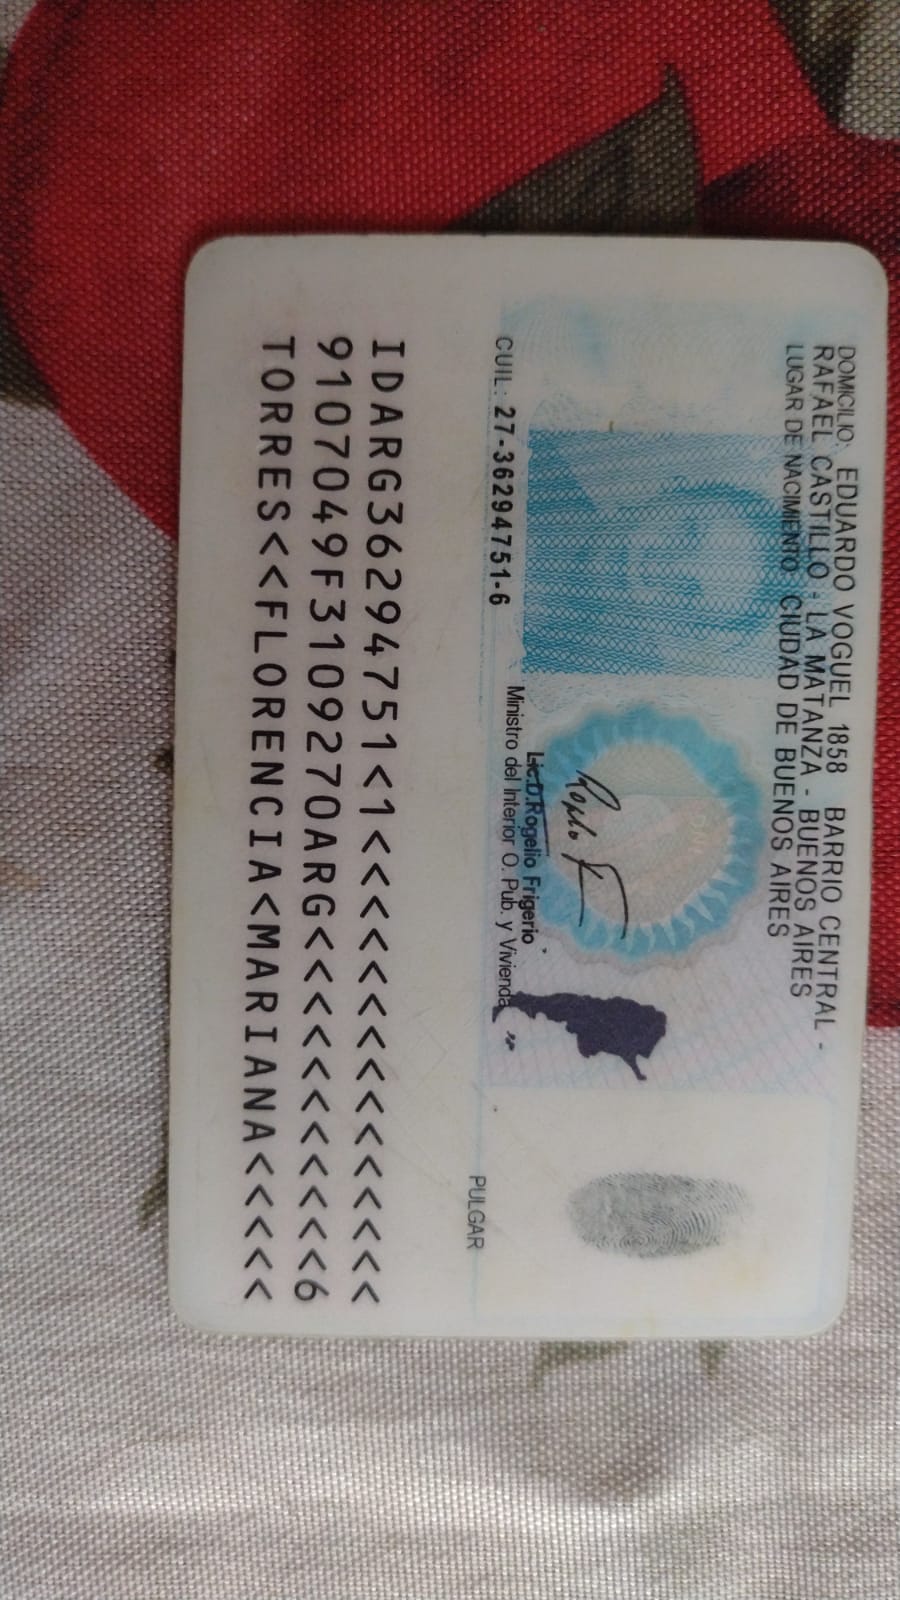 DOMICILIO: EDUARDO VOGUEL 1858 BARRIO CENTRAL -
RAFAEL CASTILLO - LA MATANZA - BUENOS AIRES
LUGAR DE NACIMIENTO: CIUDAD DE BUENOS AIRES
Lic.D.Rogelio Frigerio
Ministro del Interior O. Pub. y Vivienda
CUIL: 27-36294751-6
PULGAR
IDARG36294751<1<<<<<<<<<<<<<<<
9107049F3109270ARG<<<<<<<<<<<6
TORRES<<FLORENCIA<MARIANA<<<<<